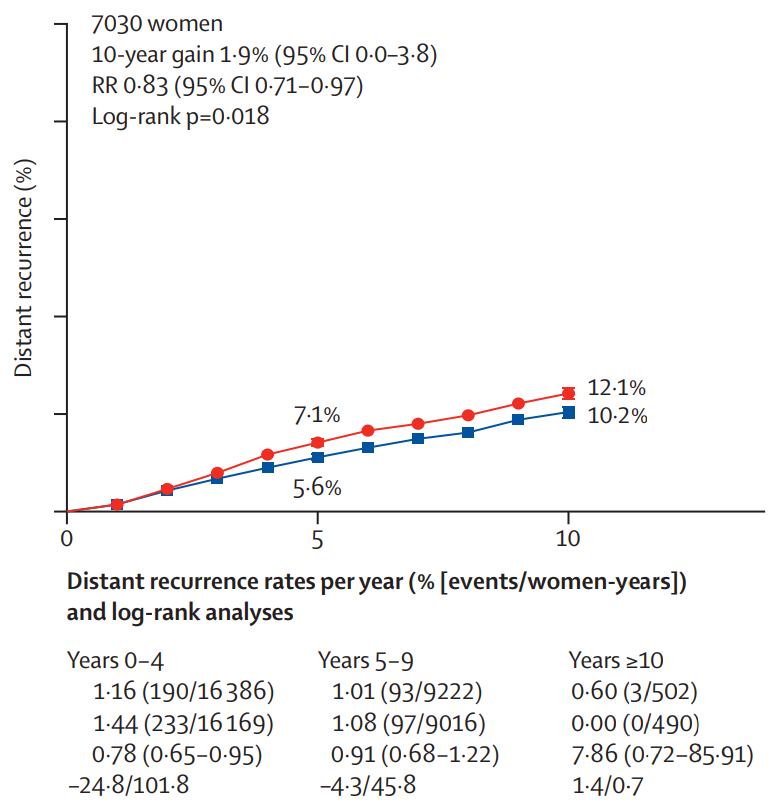 7030 women
10-year gain 1·9% (95% CI 0·0–3·8)
RR 0·83 (95% CI 0·71–0·97)
Log-rank p=0·018
Distant recurrence (%)
12·1%
10·2%
7·1%
5·6%
0 5 10
Distant recurrence rates per year (% [events/women-years])
and log-rank analyses
Years 0–4 Years 5–9 Years ≥10
1·16 (190/16 386) 1·01 (93/9222) 0·60 (3/502)
1·44 (233/16 169) 1·08 (97/9016) 0·00 (0/490)
0·78 (0·65–0·95) 0·91 (0·68–1·22) 7·86 (0·72–85·91)
–24·8/101·8 –4·3/45·8 1·4/0·7